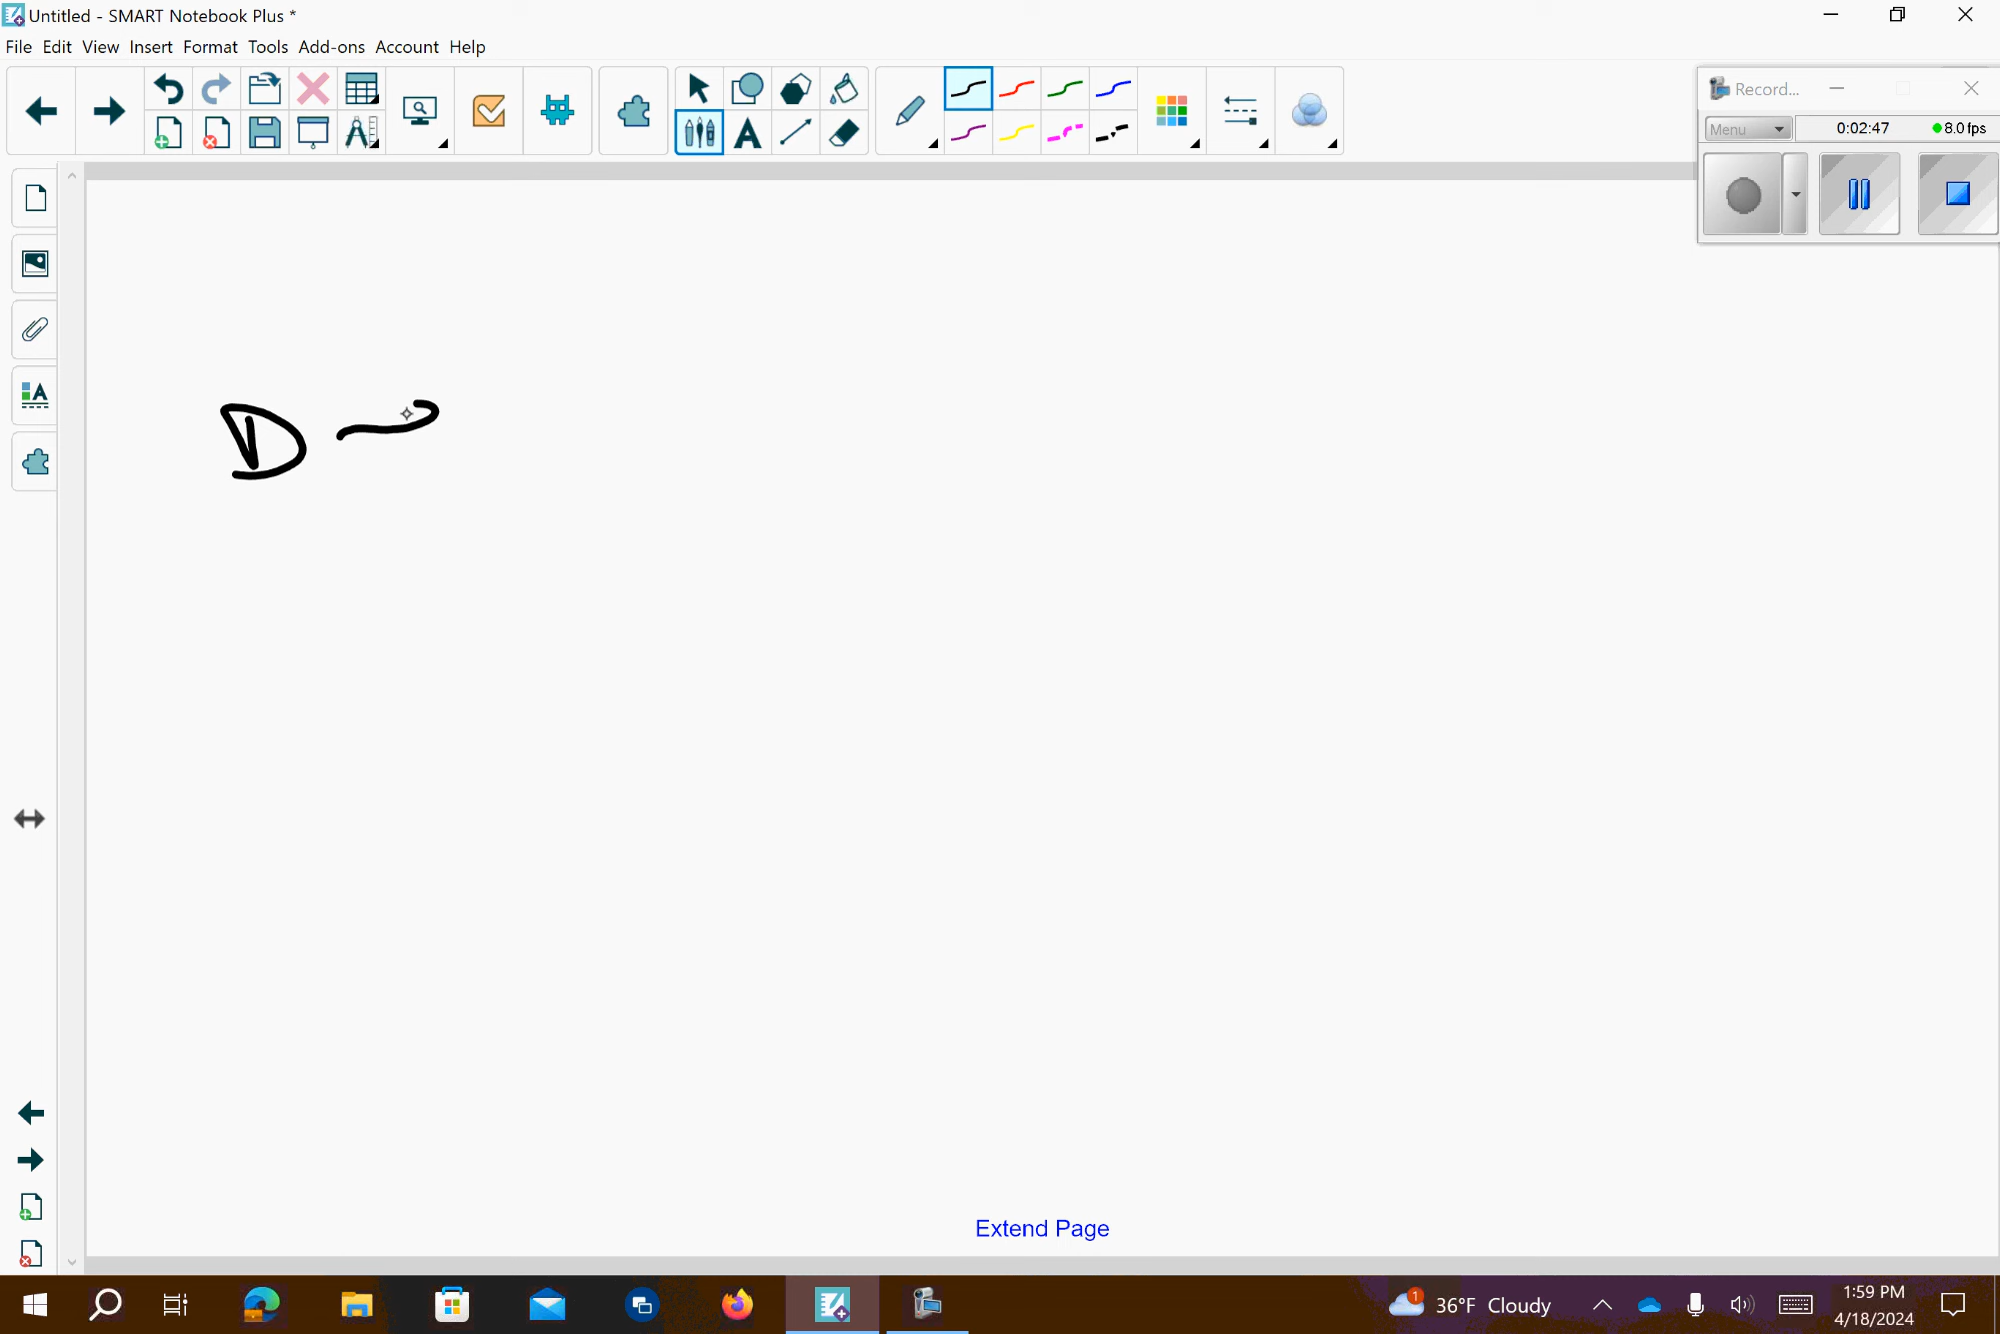 Untitled - SMART Notebook Plus *
File Edit View Insert Format Tools Add-ons Account Help
Record...
Menu 0:02:47 8.0 fps
D
Extend Page
1 36°F Cloudy 1:59 PM
4/18/2024